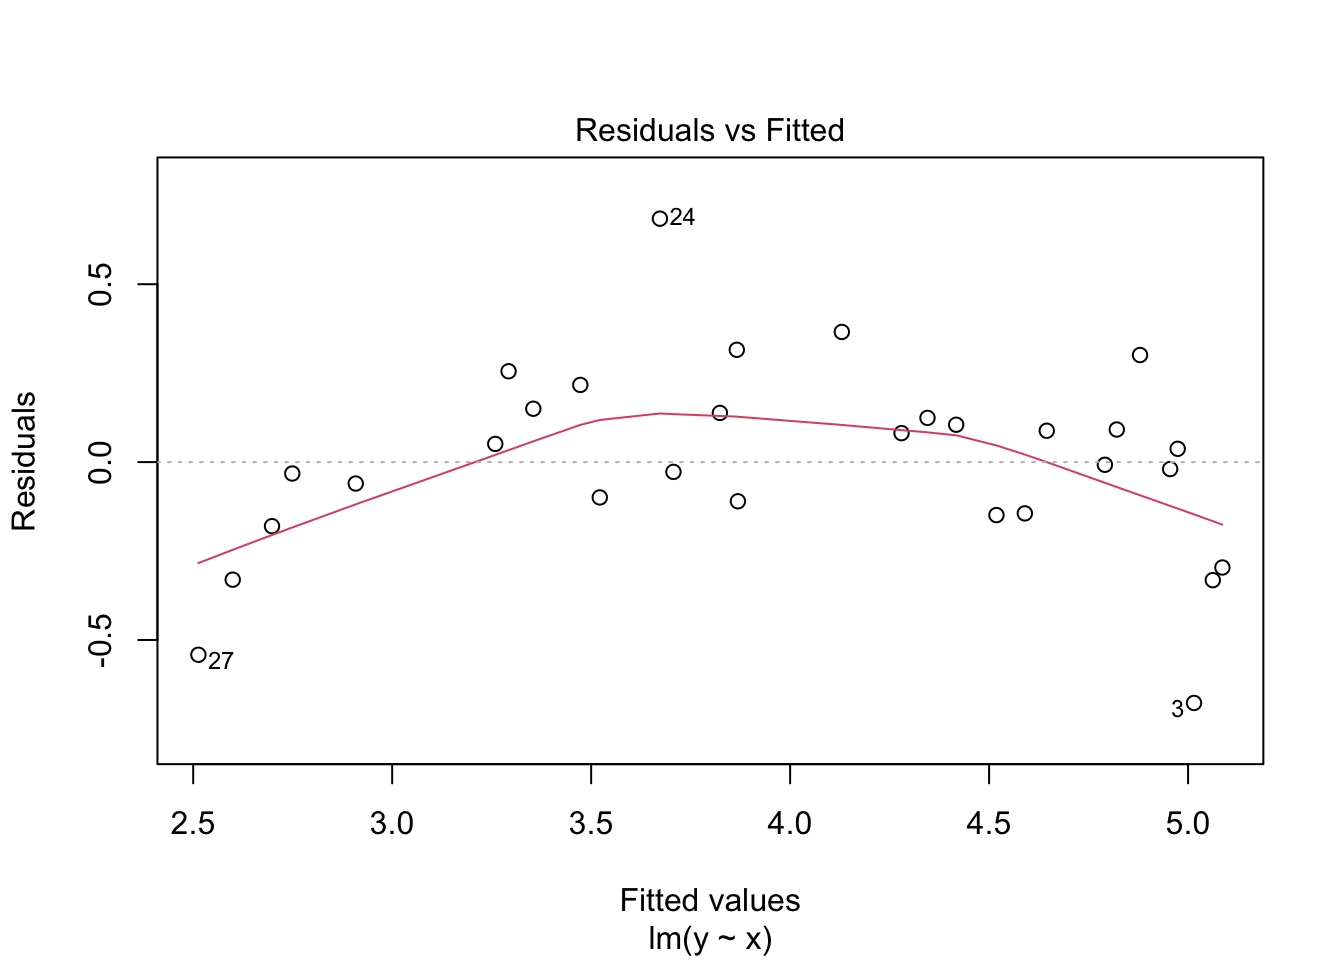 Residuals vs Fitted
Residuals
0.5
0.0
-0.5
24
27
3
2.5 3.0 3.5 4.0 4.5 5.0
Fitted values
lm(y ~ x)